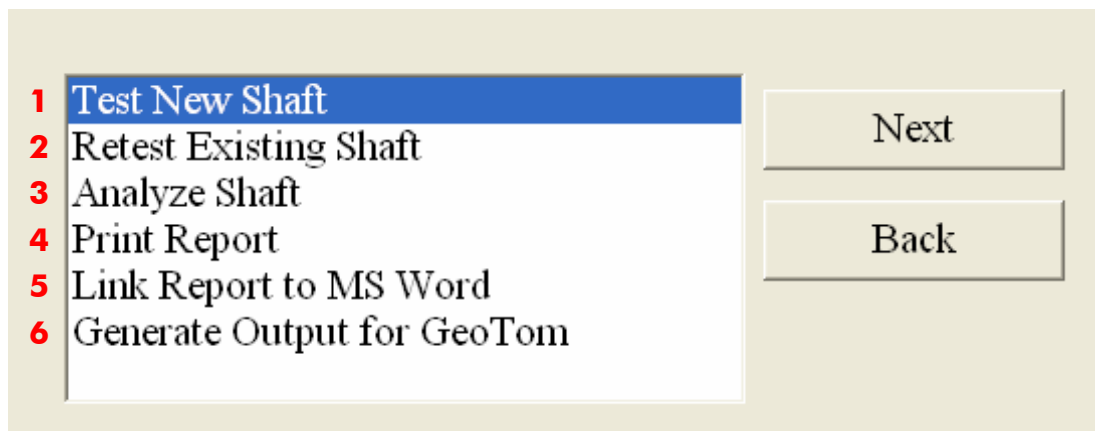 1 Test New Shaft
2 Retest Existing Shaft
3 Analyze Shaft
4 Print Report
5 Link Report to MS Word
6 Generate Output for GeoTom
Next
Back